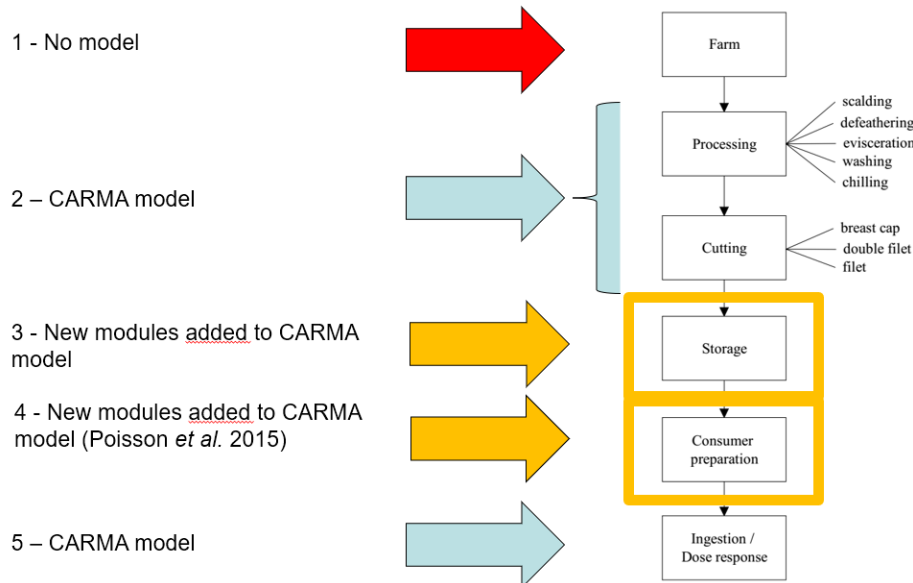 1 - No model
Farm
scalding
defeathering
evisceration
washing
chilling
Processing
2 – CARMA model
breast cap
double filet
filet
Cutting
3 - New modules added to CARMA
model
Storage
4 - New modules added to CARMA
model (Poisson et al. 2015)
Consumer
preparation
5 – CARMA model
Ingestion /
Dose response